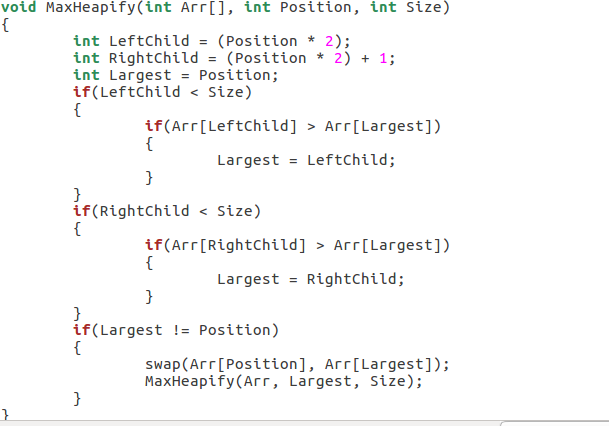 void MaxHeapify(int Arr[], int Position, int Size)
{
        int LeftChild = (Position * 2);
        int RightChild = (Position * 2) + 1;
        int Largest = Position;
        if(LeftChild < Size)
        {
                if(Arr[LeftChild] > Arr[Largest])
                {
                        Largest = LeftChild;
                }
        }
        if(RightChild < Size)
        {
                if(Arr[RightChild] > Arr[Largest])
                {
                        Largest = RightChild;
                }
        }
        if(Largest != Position)
        {
                swap(Arr[Position], Arr[Largest]);
                MaxHeapify(Arr, Largest, Size);
        }
}